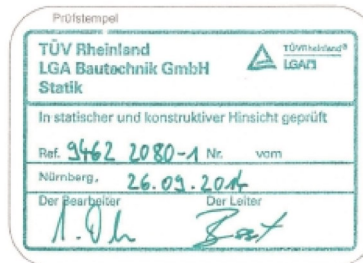 Prüfstempel
TÜV Rheinland
LGA Bautechnik GmbH
Statik
TÜVRheinland®
LGA
In statischer und konstruktiver Hinsicht geprüft
Ref. 9462 2080-1 Nr. vom
Nürnberg, 26.09.2014
Der Bearbeiter Der Leiter